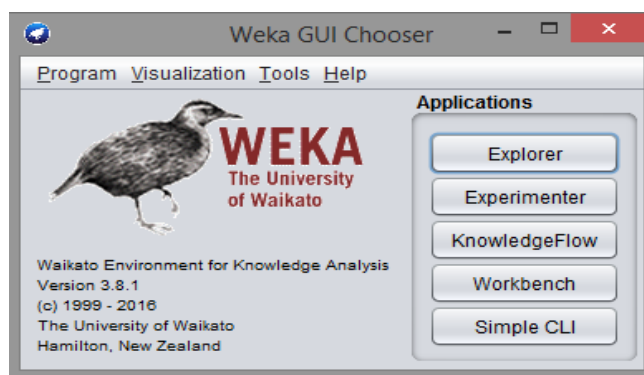 Weka GUI Chooser
Program Visualization Tools Help
WEKA
The University
of Waikato
Waikato Environment for Knowledge Analysis
Version 3.8.1
(c) 1999 - 2016
The University of Waikato
Hamilton, New Zealand
Applications
Explorer
Experimenter
KnowledgeFlow
Workbench
Simple CLI